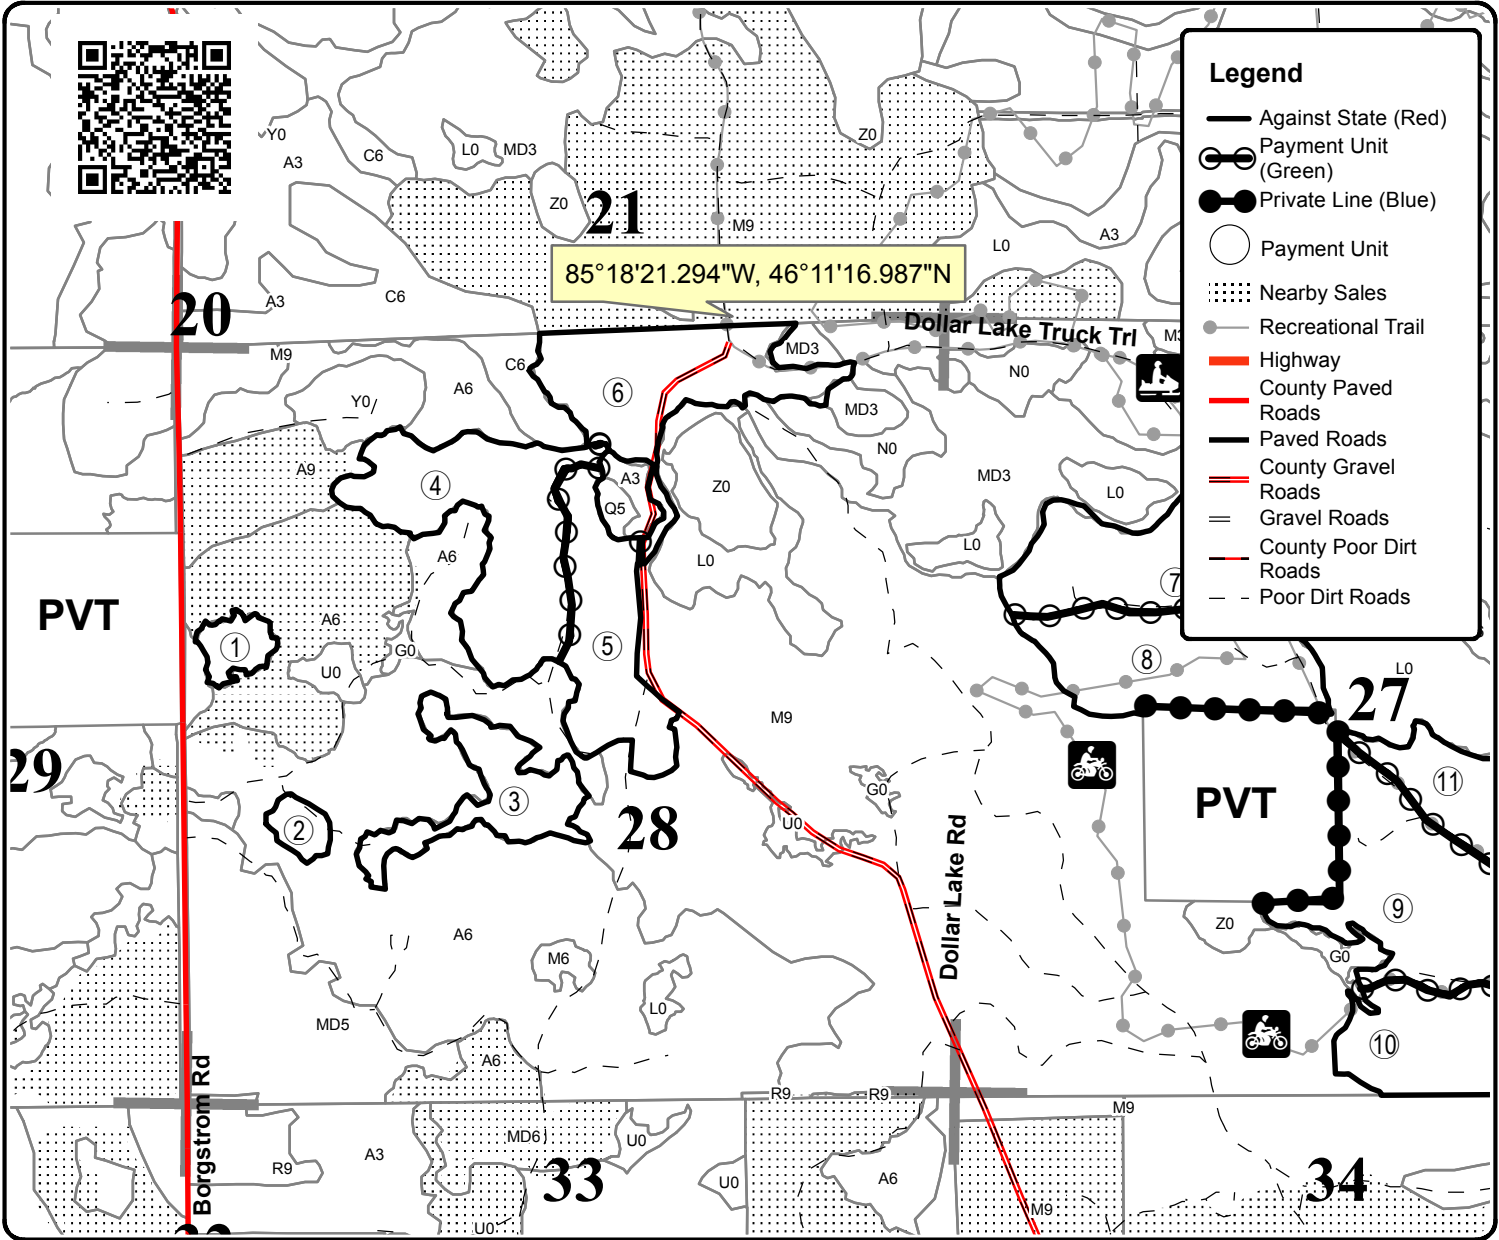 Legend
Against State (Red)
Payment Unit
(Green)
Private Line (Blue)
Payment Unit
Nearby Sales
Recreational Trail
Highway
County Paved
Roads
Paved Roads
County Gravel
Roads
Gravel Roads
County Poor Dirt
Roads
Poor Dirt Roads
Y0
A3
C6
L0
MD3
Z0
Z0
21
M9
L0
A3
85°18'21.294"W, 46°11'16.987"N
A3
C6
20
Dollar Lake Truck Trl
M9
C6
A6
MD3
N0
Y0
6
MD3
N0
A9
4
A3
Q5
Z0
MD3
L0
A6
L0
L0
7
PVT
A6
1
G0
U0
5
8
L0
27
M9
29
G0
PVT
11
2
3
28
U0
9
Dollar Lake Rd
Z0
A6
M6
G0
L0
MD5
10
A6
Borgstrom Rd
R9
R9
M9
MD6
U0
A3
R9
33
U0
A6
34
M9
U0